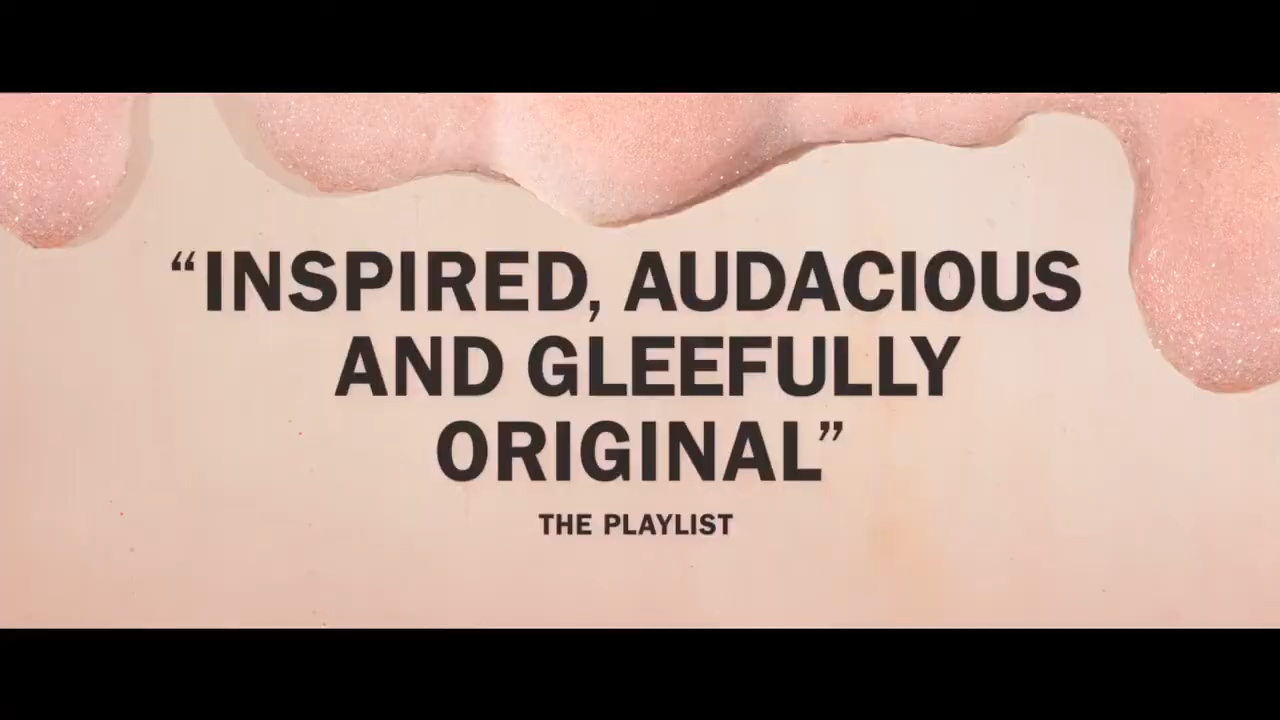 “INSPIRED, AUDACIOUS
AND GLEEFULLY
ORIGINAL”
THE PLAYLIST